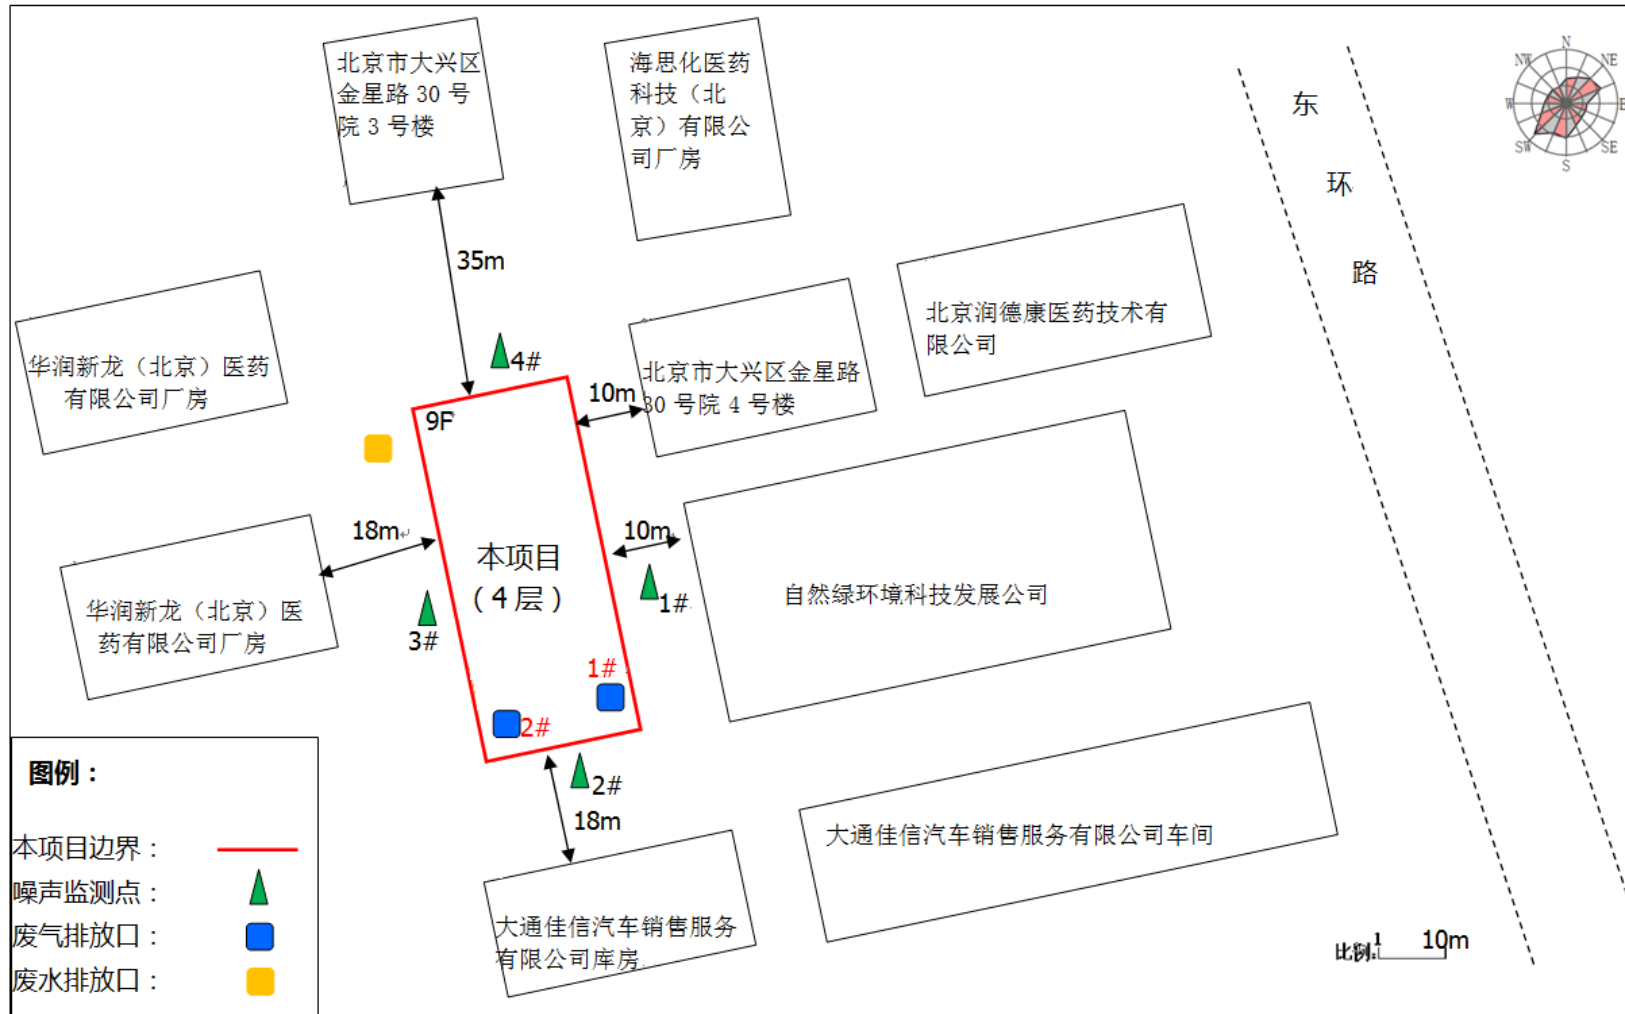 北京市大兴区
金星路 30 号
院 3 号楼
海思化医药
科技（北
京）有限公
司厂房
东
环
路
N
NE
E
SE
S
SW
W
NW
35m
华润新龙（北京）医药
有限公司厂房
4#
9F
10m
北京市大兴区金星路
30 号院 4 号楼
北京润德康医药技术有
限公司
18m
本项目
（4 层）
10m
1#
自然绿环境科技发展公司
华润新龙（北京）医
药有限公司厂房
3#
1#
2#
2#
18m
大通佳信汽车销售服务有限公司车间
大通佳信汽车销售服务
有限公司库房
图例：
本项目边界：
噪声监测点：
废气排放口：
废水排放口：
比例: 1 10m